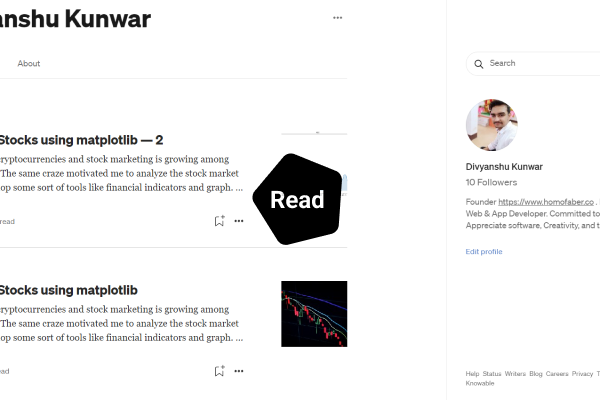 anshu Kunwar
About
Stocks using matplotlib — 2
ryptocurrencies and stock marketing is growing among
The same craze motivated me to analyze the stock market
op some sort of tools like financial indicators and graph. ...
read
Read
Stocks using matplotlib
ryptocurrencies and stock marketing is growing among
The same craze motivated me to analyze the stock market
op some sort of tools like financial indicators and graph. ...
ead
Search
Divyanshu Kunwar
10 Followers
Founder https://www.homofaber.co .
Web & App Developer. Committed to
Appreciate software, Creativity, and t
Edit profile
Help Status Writers Blog Careers Privacy T
Knowable